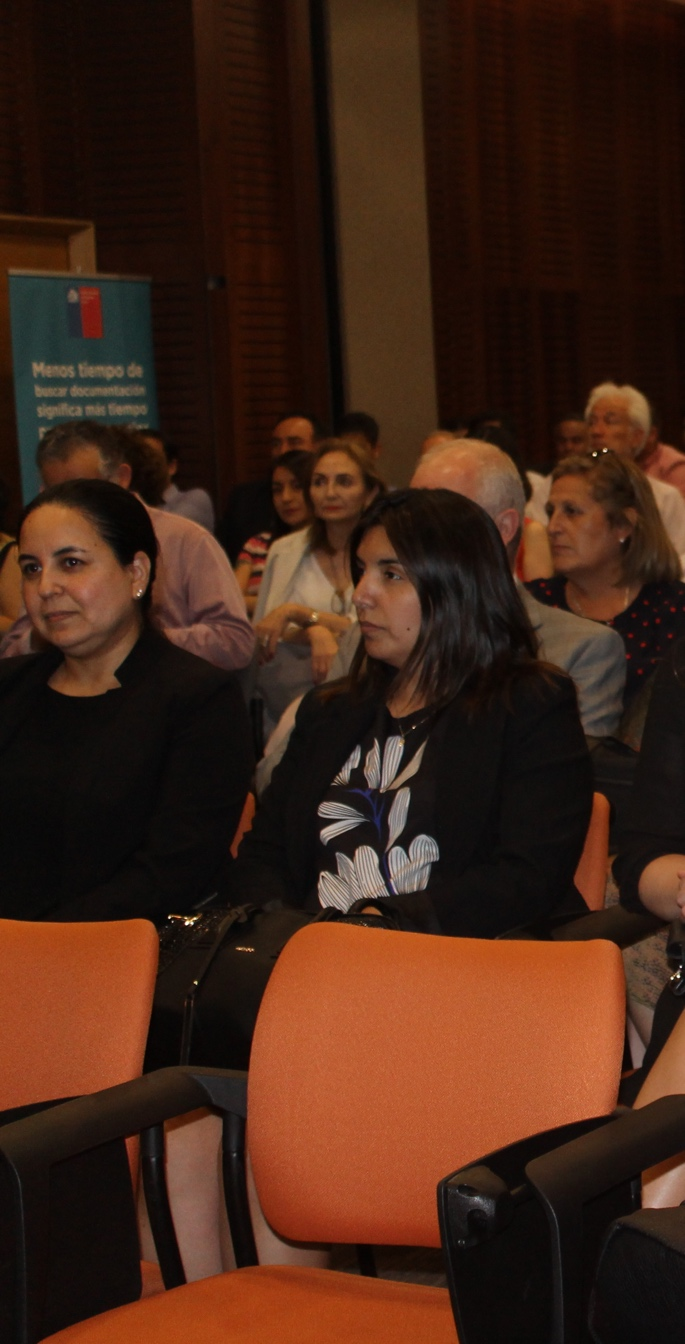 Menos tiempo de
buscar documentación
significa más tiempo